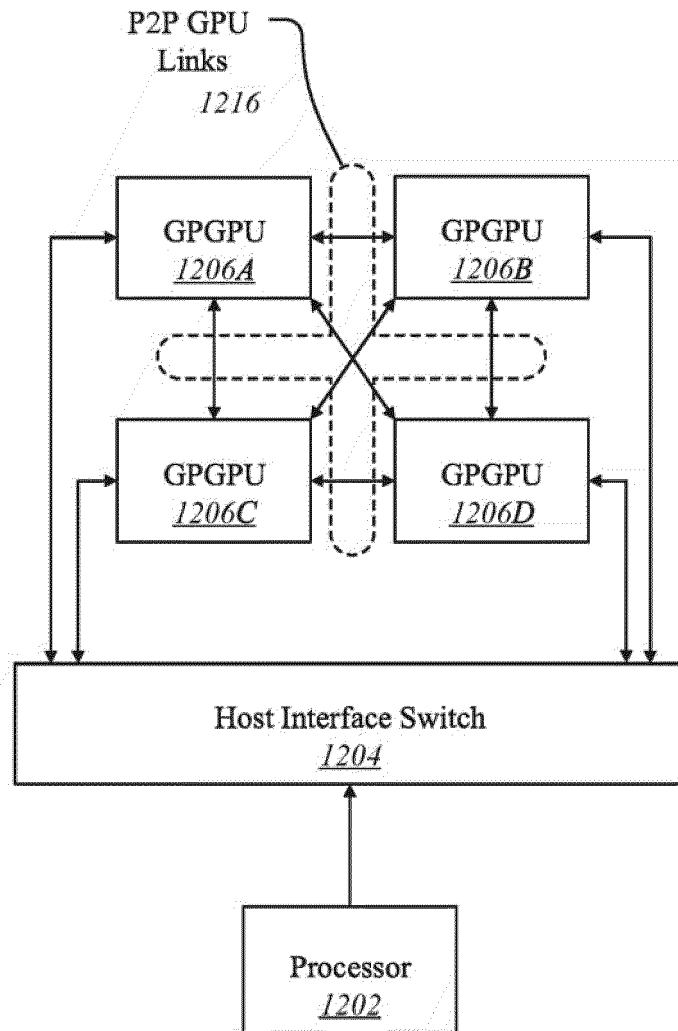 P2P GPU
Links
1216
GPGPU
1206A
GPGPU
1206B
GPGPU
1206C
GPGPU
1206D
Host Interface Switch
1204
Processor
1202